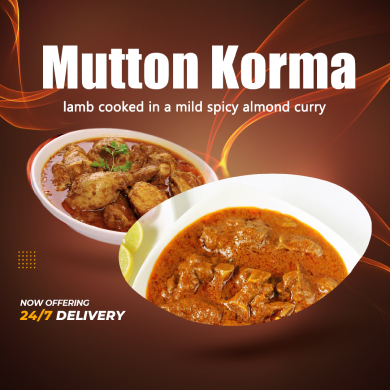 Mutton Korma
lamb cooked in a mild spicy almond curry
NOW OFFERING
24/7 DELIVERY